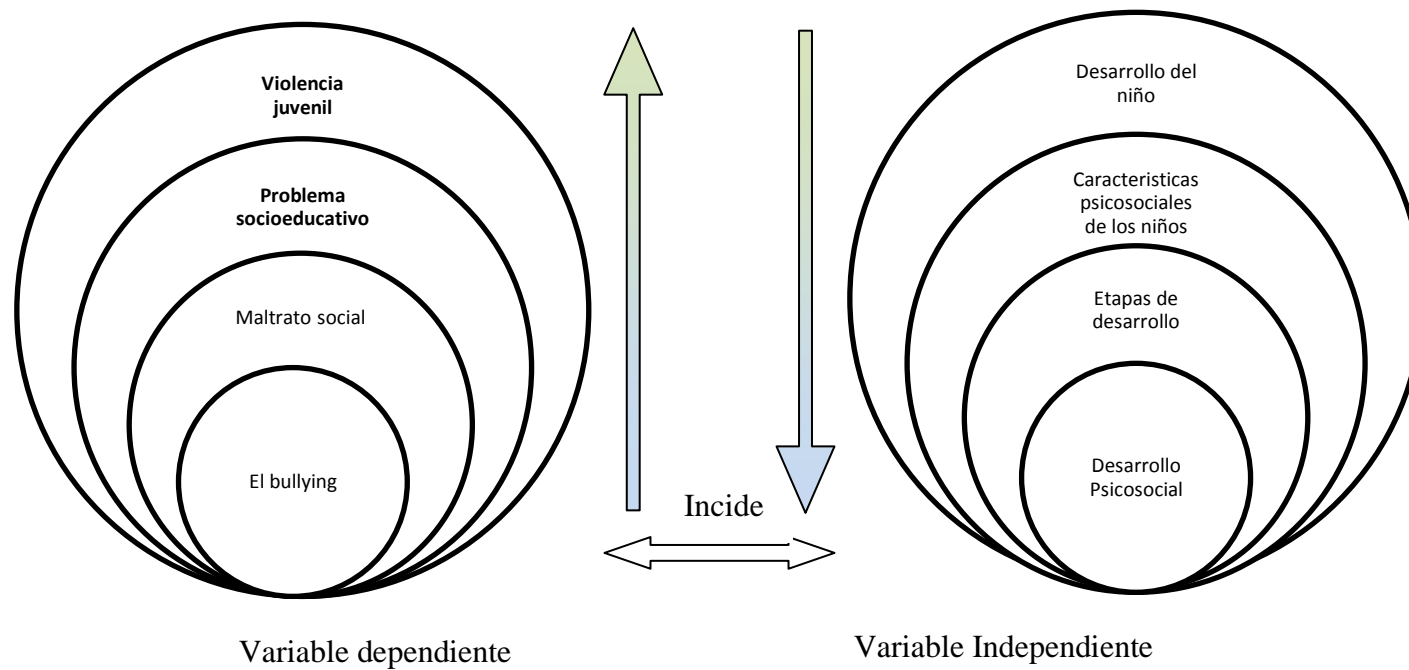 Violencia
juvenil
Problema
socioeducativo
Maltrato social
El bullying
Incide
Desarrollo del
niño
Caracteristicas
psicosociales
de los niños
Etapas de
desarrollo
Desarrollo
Psicosocial
Variable dependiente
Variable Independiente